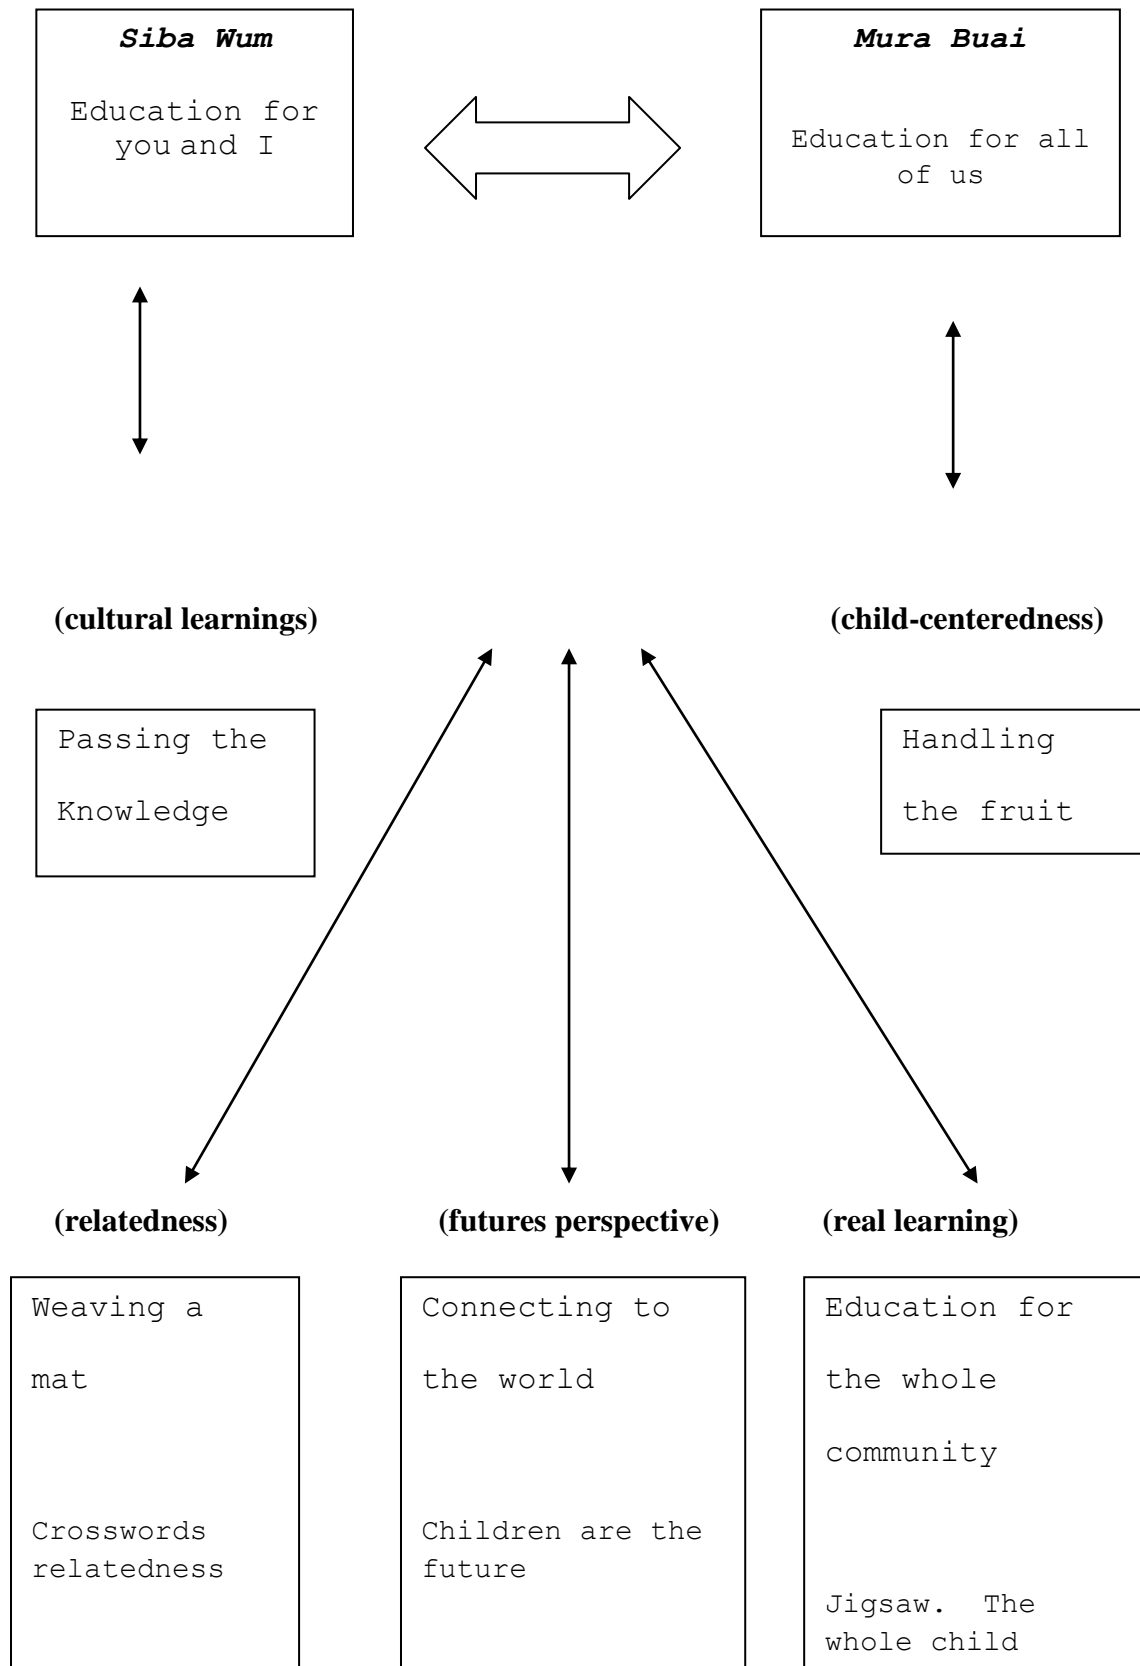 Siba Wum
Education for
you and I
Mura Buai
Education for all
of us
(cultural learnings)
(child-centeredness)
Passing the
Knowledge
Handling
the fruit
(relatedness)
(futures perspective)
(real learning)
Weaving a
mat
Crosswords
relatedness
Connecting to
the world
Children are the
future
Education for
the whole
community
Jigsaw. The
whole child